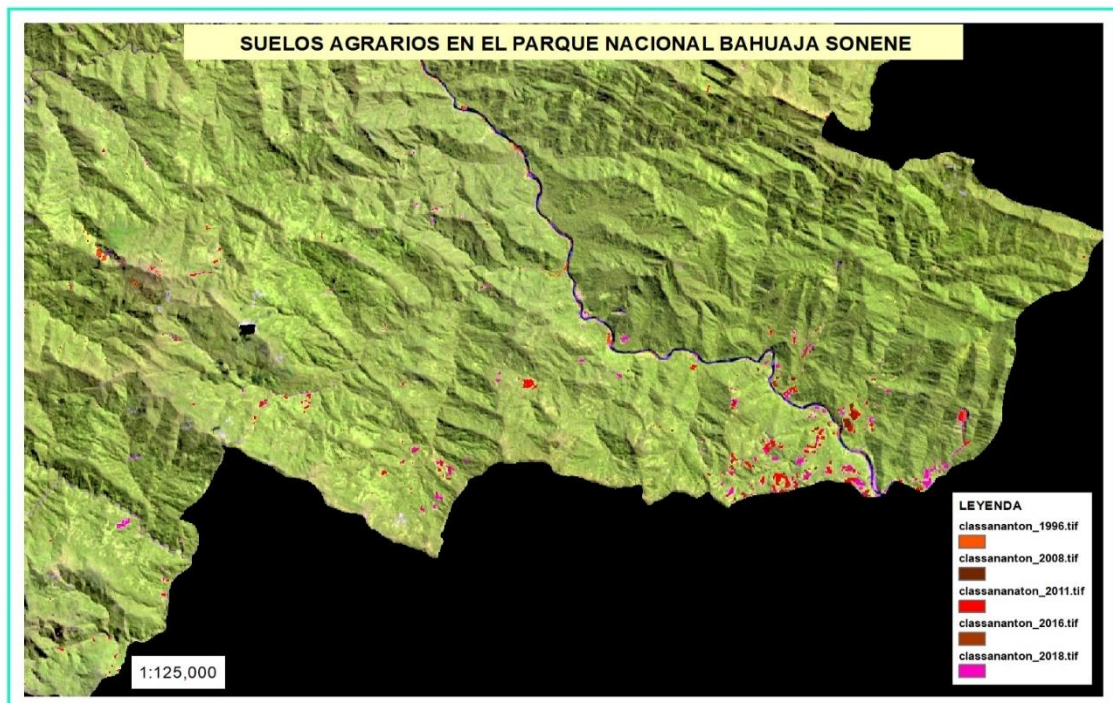 SUELOS AGRARIOS EN EL PARQUE NACIONAL BAHUAJA SONENE
LEYENDA
classananton_1996.tif
classananton_2008.tif
classananaton_2011.tif
classananton_2016.tif
classananton_2018.tif
1:125,000